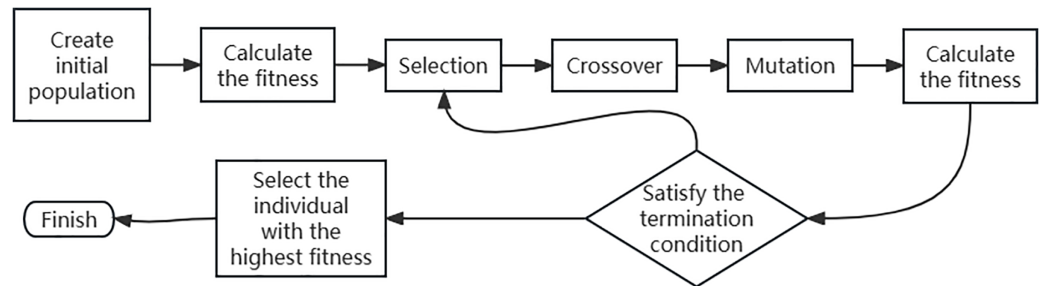 Create
initial
population
Calculate
the fitness
Selection
Crossover
Mutation
Calculate
the fitness
Satisfy the
termination
condition
Select the
individual
with the
highest fitness
Finish